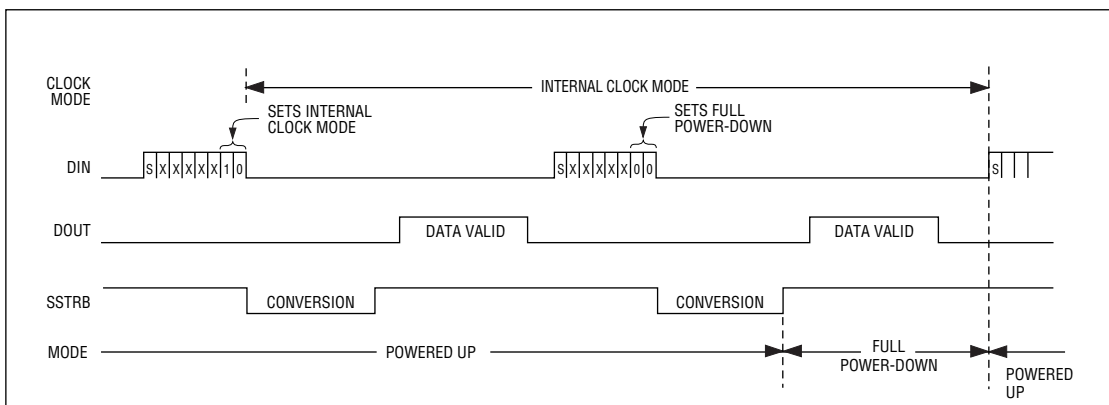 CLOCK
MODE
INTERNAL CLOCK MODE
SETS INTERNAL
CLOCK MODE
SETS FULL
POWER-DOWN
DIN
S X X X X X 1 0
S X X X X X 0 0
S
DOUT
DATA VALID
DATA VALID
SSTRB
CONVERSION
CONVERSION
MODE
POWERED UP
FULL
POWER-DOWN
POWERED
UP